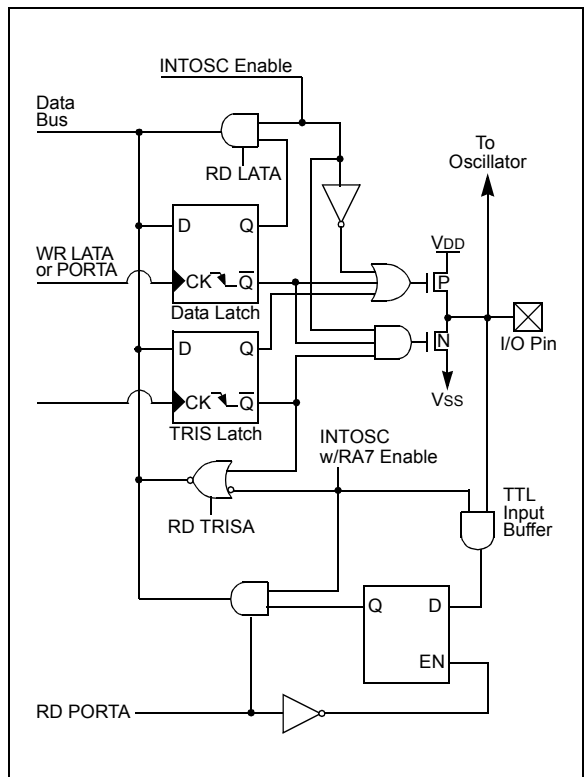 INTOSC Enable
Data
Bus
To
Oscillator
RD LATA
VDD
D
Q
WR LATA
or PORTA
CK
Q
P
Data Latch
I/O Pin
D
Q
N
VSS
CK
Q
TRIS Latch
INTOSC
w/RA7 Enable
TTL
Input
Buffer
RD TRISA
Q
D
EN
RD PORTA